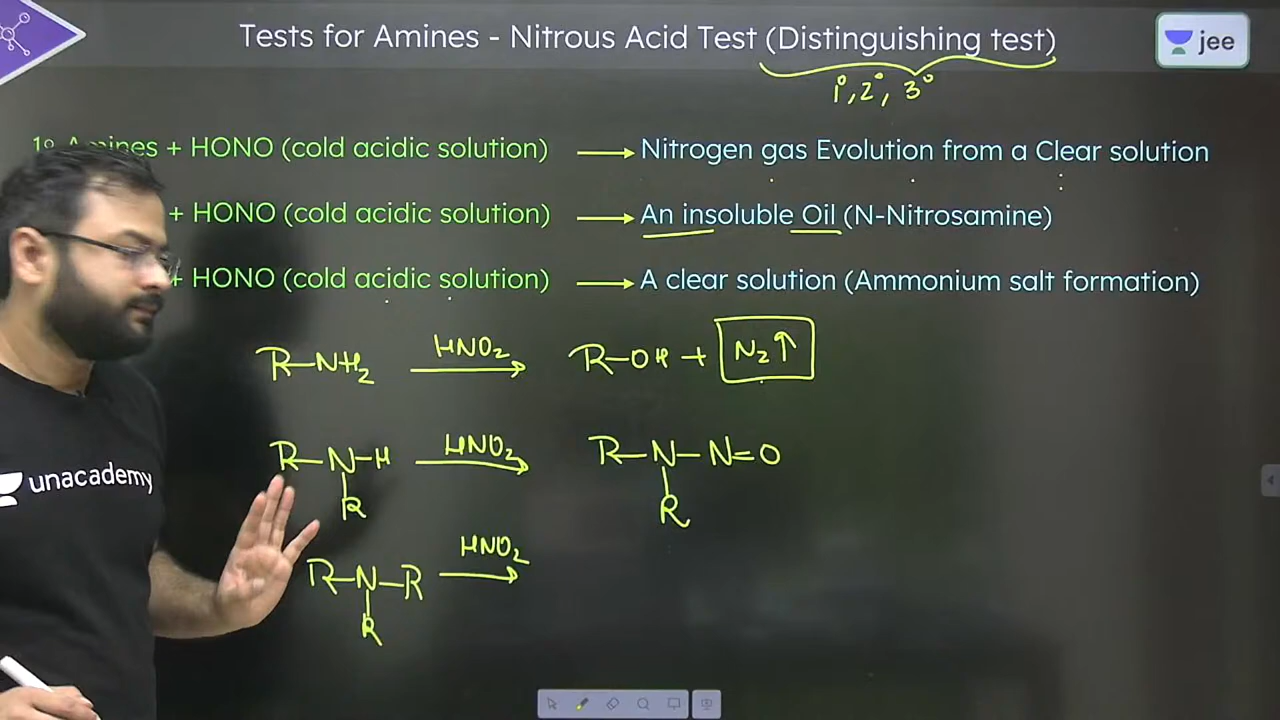 Tests for Amines - Nitrous Acid Test (Distinguishing test)
jee
1°, 2°, 3°
1° Amines + HONO (cold acidic solution) → Nitrogen gas Evolution from a Clear solution
+ HONO (cold acidic solution) → An insoluble Oil (N-Nitrosamine)
+ HONO (cold acidic solution) → A clear solution (Ammonium salt formation)
R-NH₂ HNO₂ → R-OH + N₂↑
R-N-H HNO₂ → R-N-N=O
R R
unacademy
R-N-R HNO₂ →
R